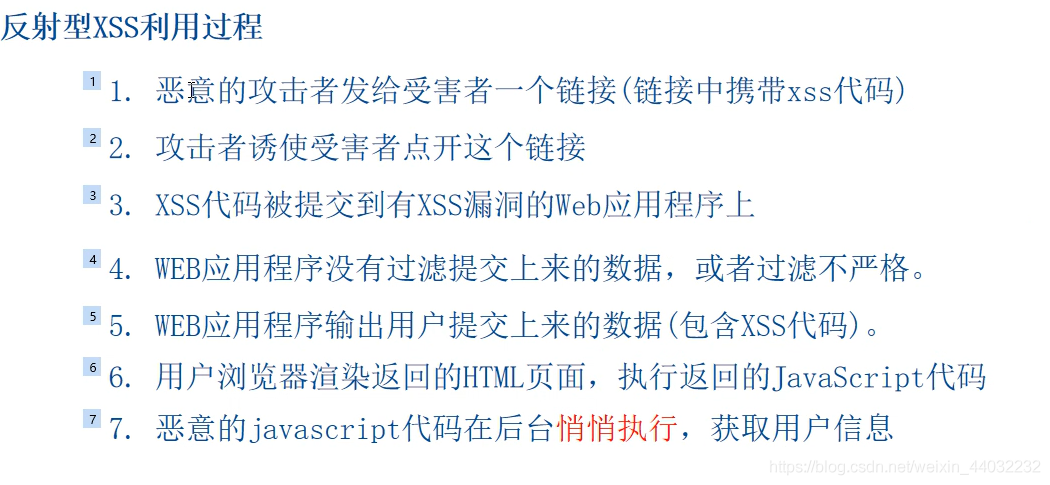 反射型XSS利用过程
1 1. 恶意的攻击者发给受害者一个链接(链接中携带xss代码)
2 2. 攻击者诱使受害者点开这个链接
3 3. XSS代码被提交到有XSS漏洞的Web应用程序上
4 4. WEB应用程序没有过滤提交上来的数据，或者过滤不严格。
5 5. WEB应用程序输出用户提交上来的数据(包含XSS代码)。
6 6. 用户浏览器渲染返回的HTML页面，执行返回的JavaScript代码
7 7. 恶意的javascript代码在后台悄悄执行，获取用户信息
https://blog.csdn.net/weixin_44032232